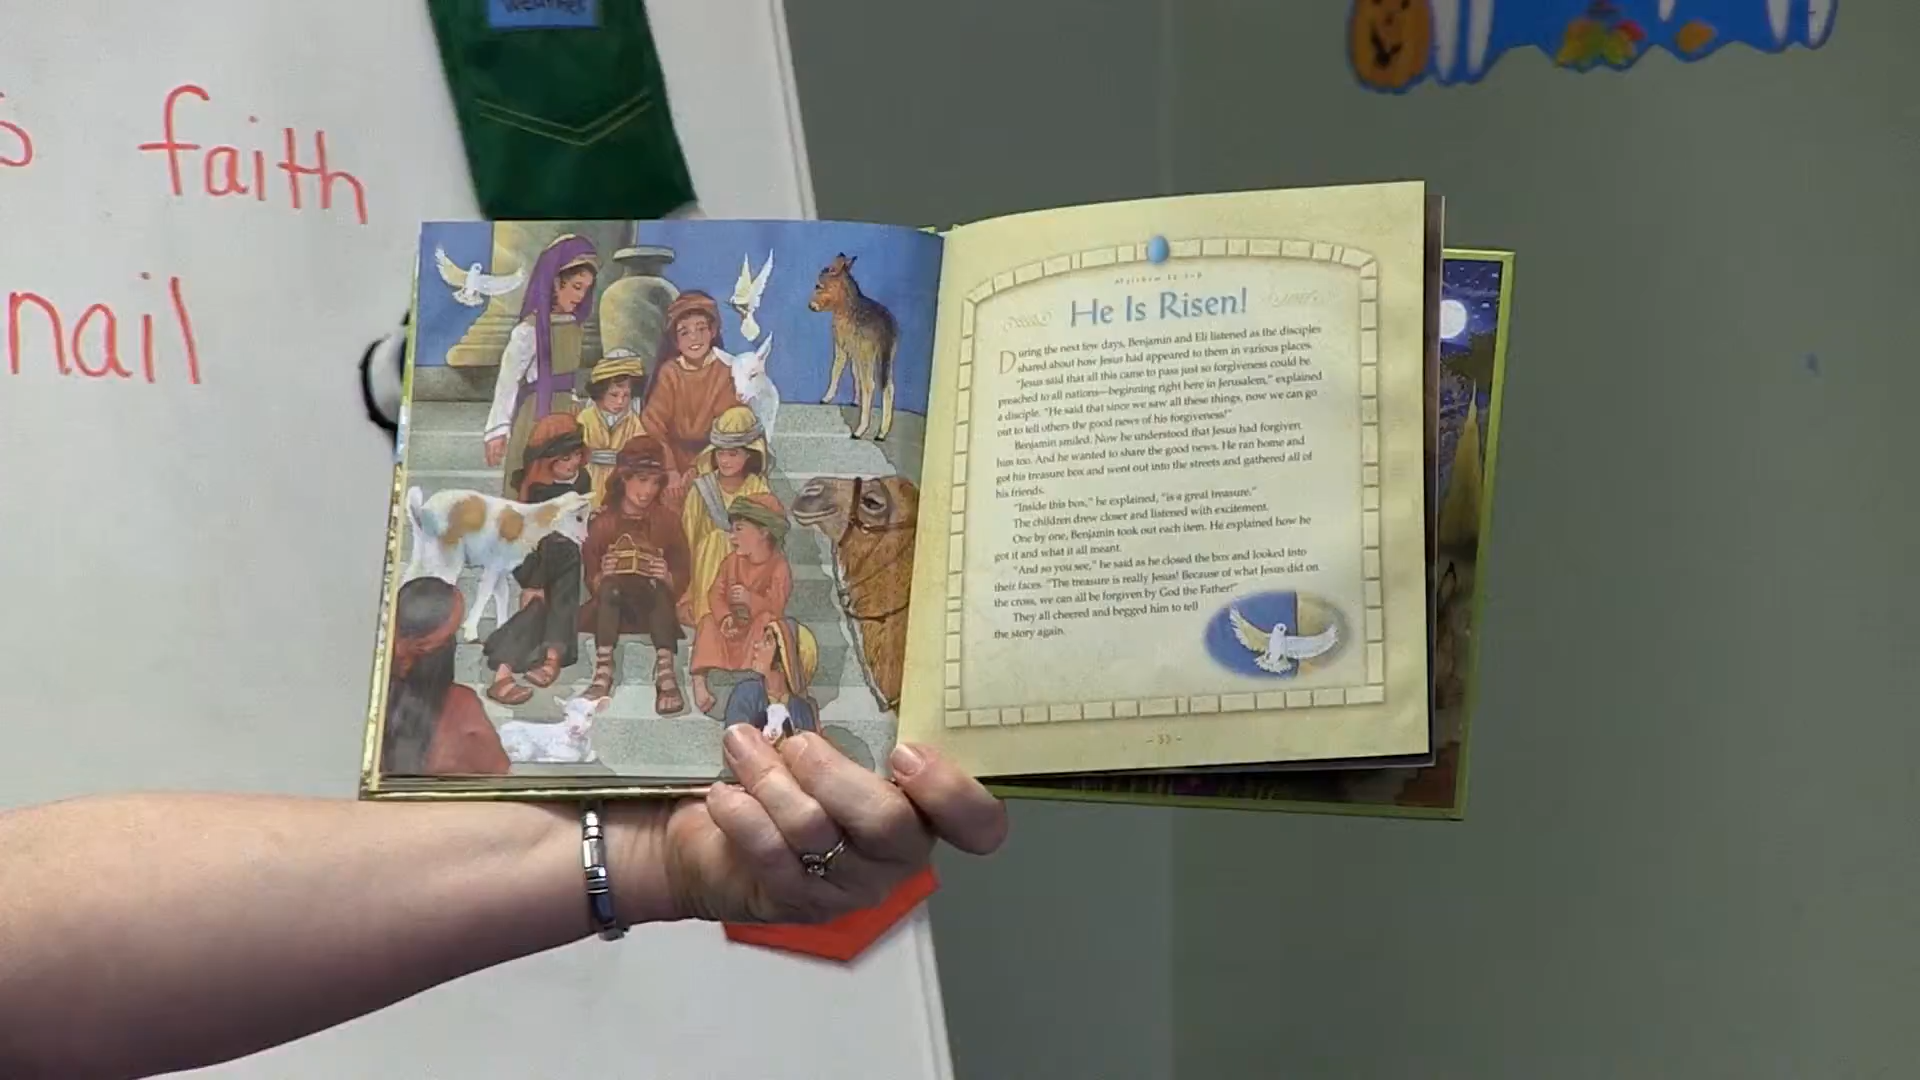 faith
nail
He Is Risen!
During the next few days, Benjamin and Eli listened as the disciples
shared about how Jesus had appeared to them in various places.
"Jesus said that all this came to pass just so forgiveness could be
preached to all nations—beginning right here in Jerusalem," explained
a disciple. "He said that since we saw all these things, now we can go
out to tell others the good news of his forgiveness!"
Benjamin smiled. Now he understood that Jesus had forgiven
him too. And he wanted to share the good news. He ran home and
got his treasure box and went out into the streets and gathered all of
his friends.
"Inside this box," he explained, "is a great treasure."
The children drew closer and listened with excitement.
One by one, Benjamin took out each item. He explained how he
got it and what it all meant.
"And so you see," he said as he closed the box and looked into
their faces. "The treasure is really Jesus! Because of what Jesus did on
the cross, we can all be forgiven by God the Father!"
They all cheered and begged him to tell
the story again.
- 33 -